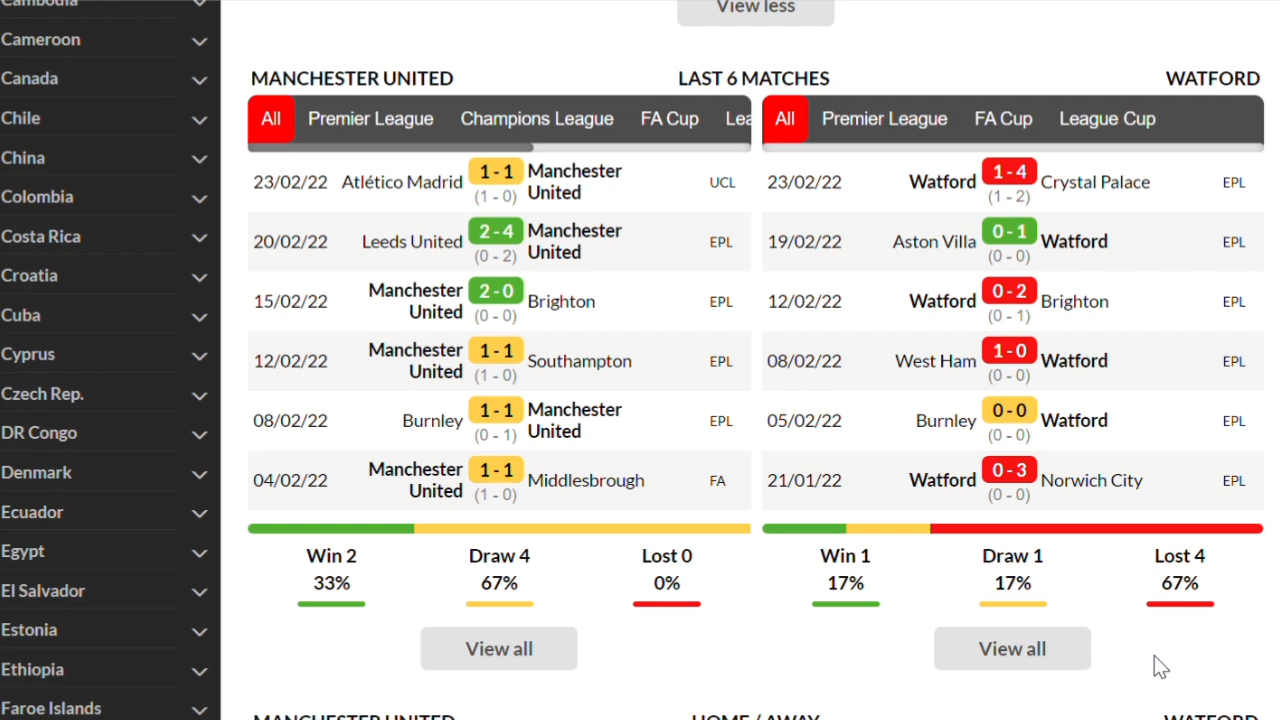 Cambodia
Cameroon
Canada
Chile
China
Colombia
Costa Rica
Croatia
Cuba
Cyprus
Czech Rep.
DR Congo
Denmark
Ecuador
Egypt
El Salvador
Estonia
Ethiopia
Faroe Islands
View less
MANCHESTER UNITED LAST 6 MATCHES WATFORD
All Premier League Champions League FA Cup Lea
23/02/22 Atlético Madrid 1 - 1 (1 - 0) Manchester United UCL
20/02/22 Leeds United 2 - 4 (0 - 2) Manchester United EPL
15/02/22 Manchester United 2 - 0 (0 - 0) Brighton EPL
12/02/22 Manchester United 1 - 1 (1 - 0) Southampton EPL
08/02/22 Burnley 1 - 1 (0 - 1) Manchester United EPL
04/02/22 Manchester United 1 - 1 (1 - 0) Middlesbrough FA
Win 2 Draw 4 Lost 0
33% 67% 0%
View all
All Premier League FA Cup League Cup
23/02/22 Watford 1 - 4 (1 - 2) Crystal Palace EPL
19/02/22 Aston Villa 0 - 1 (0 - 0) Watford EPL
12/02/22 Watford 0 - 2 (0 - 1) Brighton EPL
08/02/22 West Ham 1 - 0 (0 - 0) Watford EPL
05/02/22 Burnley 0 - 0 (0 - 0) Watford EPL
21/01/22 Watford 0 - 3 (0 - 0) Norwich City EPL
Win 1 Draw 1 Lost 4
17% 17% 67%
View all
MANCHESTER UNITED HOME / AWAY WATFORD